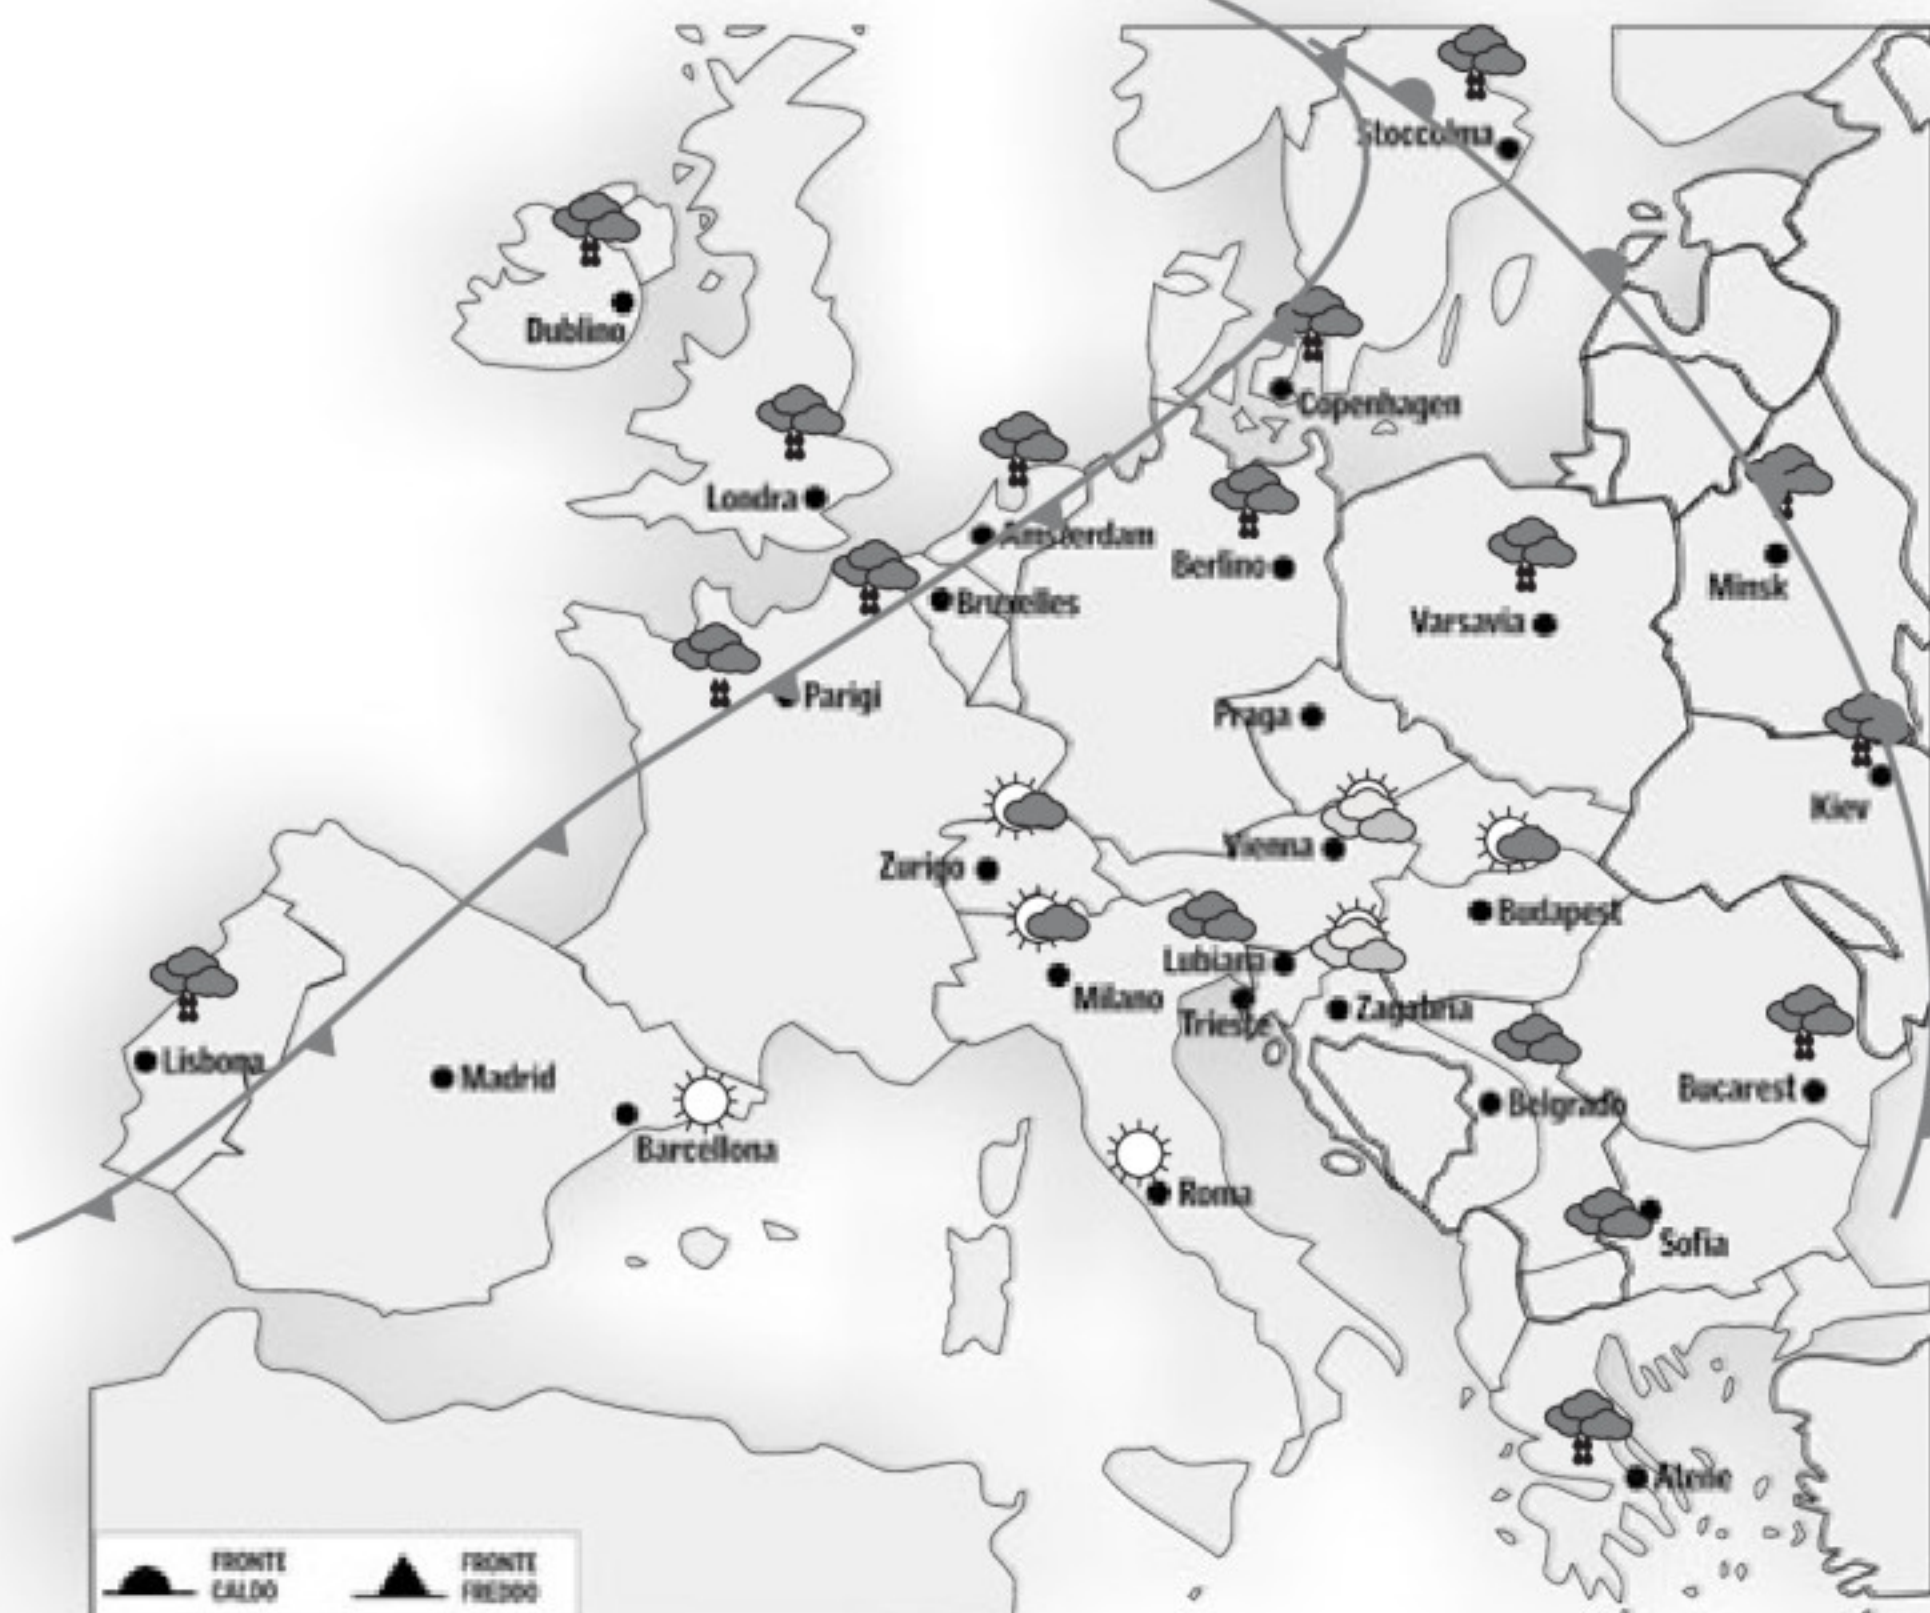 Stoccolma
Dublino
Copenhagen
Londra
Amsterdam
Berlino
Minsk
Bruxelles
Varsavia
Parigi
Praga
Kiev
Vienna
Zurigo
Budapest
Lubiana
Milano
Zagabria
Trieste
Lisbona
Madrid
Bucarest
Belgrado
Barcellona
Roma
Sofia
Atene
FRONTE
CALDO
FRONTE
FREDDO